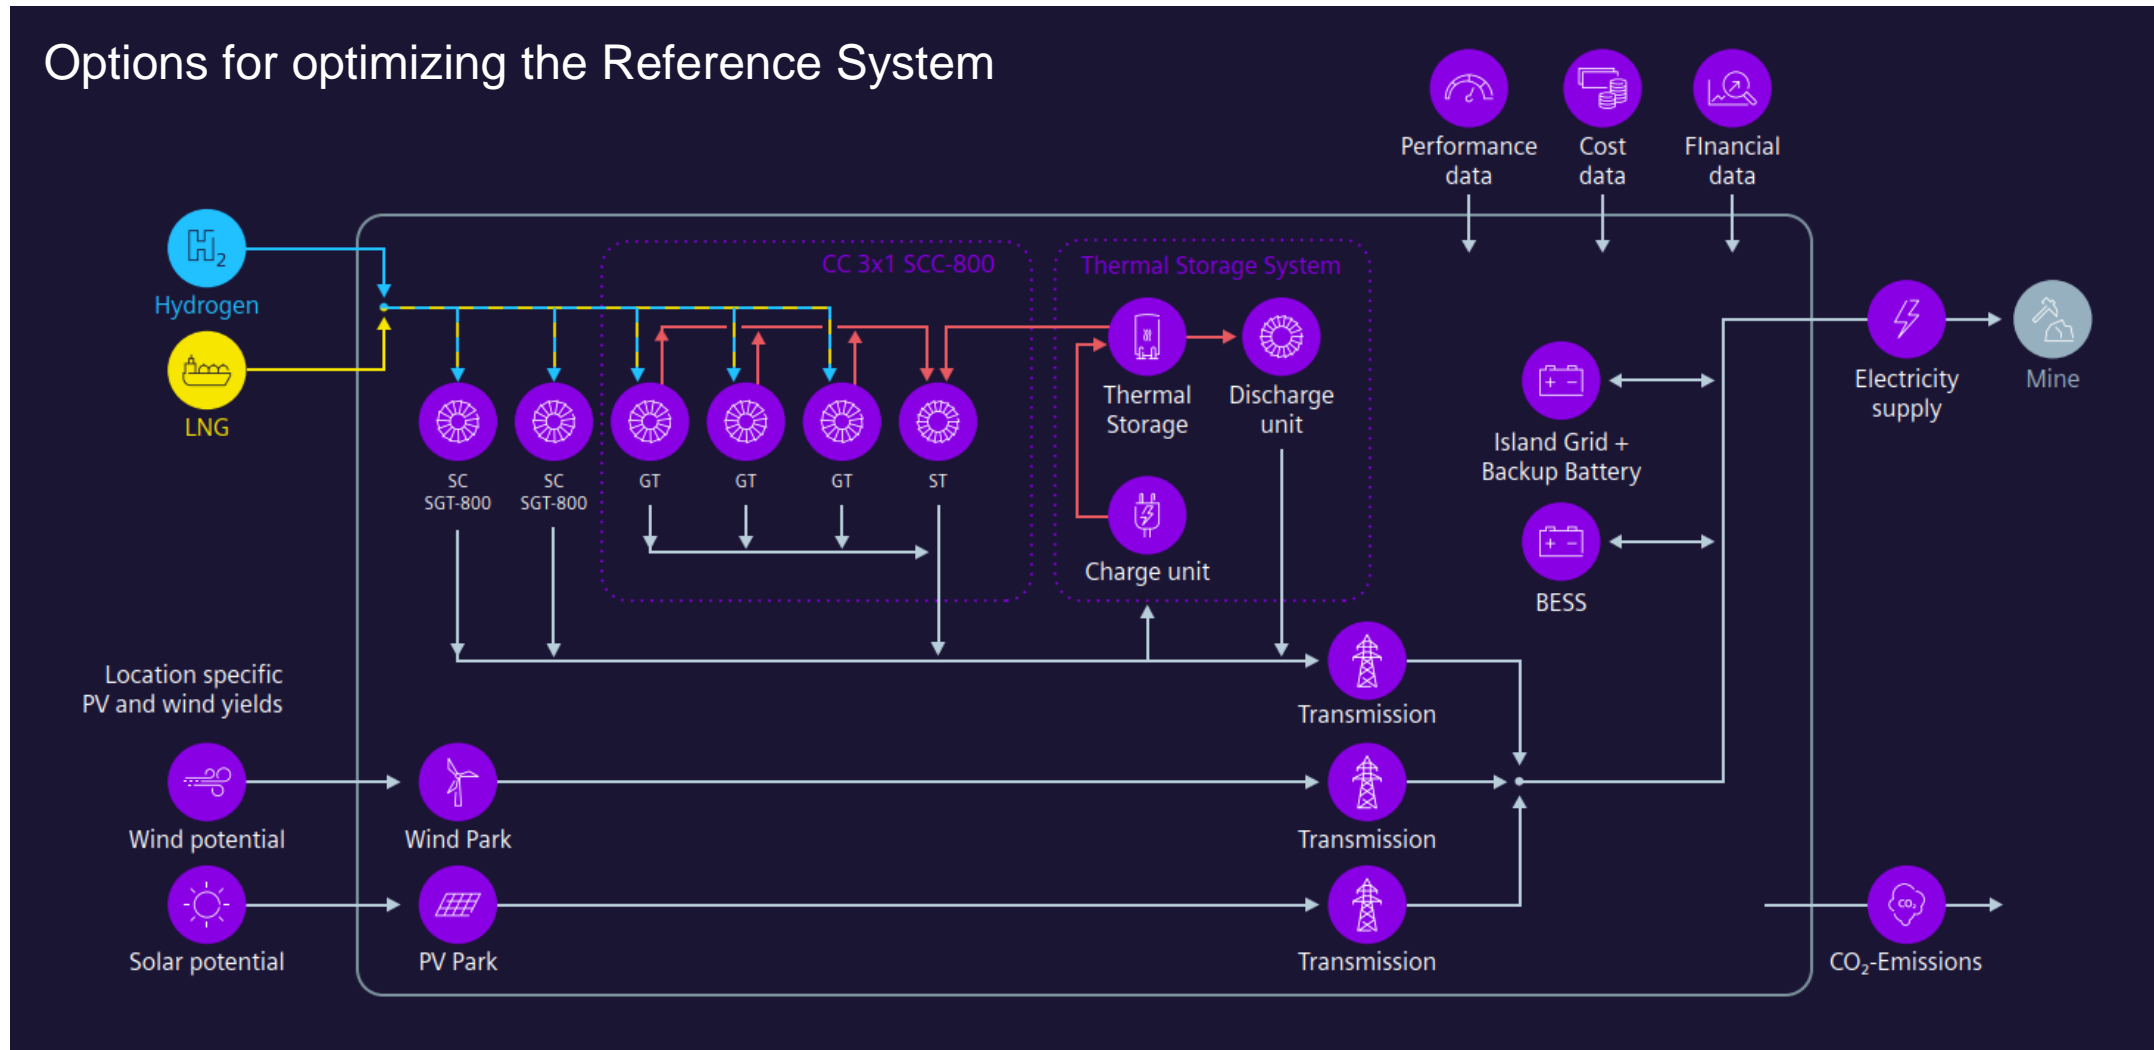 Options for optimizing the Reference System
Performance
data
Cost
data
FInancial
data
H2
Hydrogen
LNG
CC 3x1 SCC-800
Thermal Storage System
Thermal
Storage
Discharge
unit
Charge unit
SC
SGT-800
SC
SGT-800
GT
GT
GT
ST
Island Grid +
Backup Battery
BESS
Electricity
supply
Mine
Location specific
PV and wind yields
Transmission
Wind potential
Wind Park
Transmission
Solar potential
PV Park
Transmission
CO₂
CO₂-Emissions